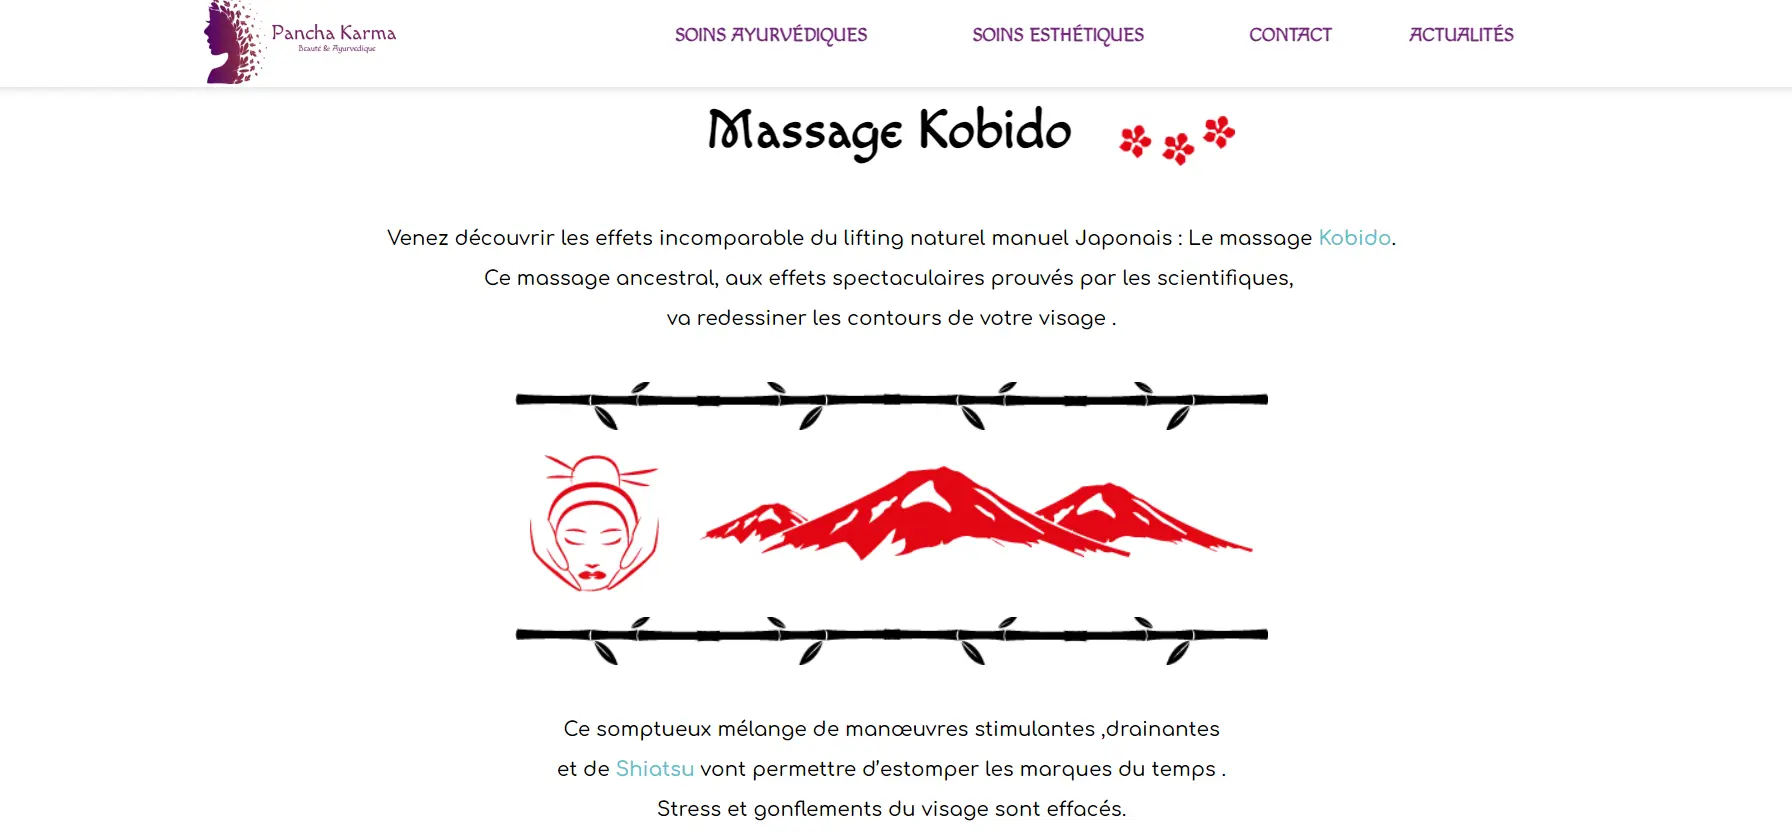 Pancha Karma
Beauté & Ayurvédique
SOINS AYURVÉDIQUES
SOINS ESTHÉTIQUES
CONTACT
ACTUALITÉS
Massage Kobido
Venez découvrir les effets incomparable du lifting naturel manuel Japonais : Le massage Kobido.
Ce massage ancestral, aux effets spectaculaires prouvés par les scientifiques,
va redessiner les contours de votre visage .
Ce somptueux mélange de manœuvres stimulantes ,drainantes
et de Shiatsu vont permettre d’estomper les marques du temps .
Stress et gonflements du visage sont effacés.